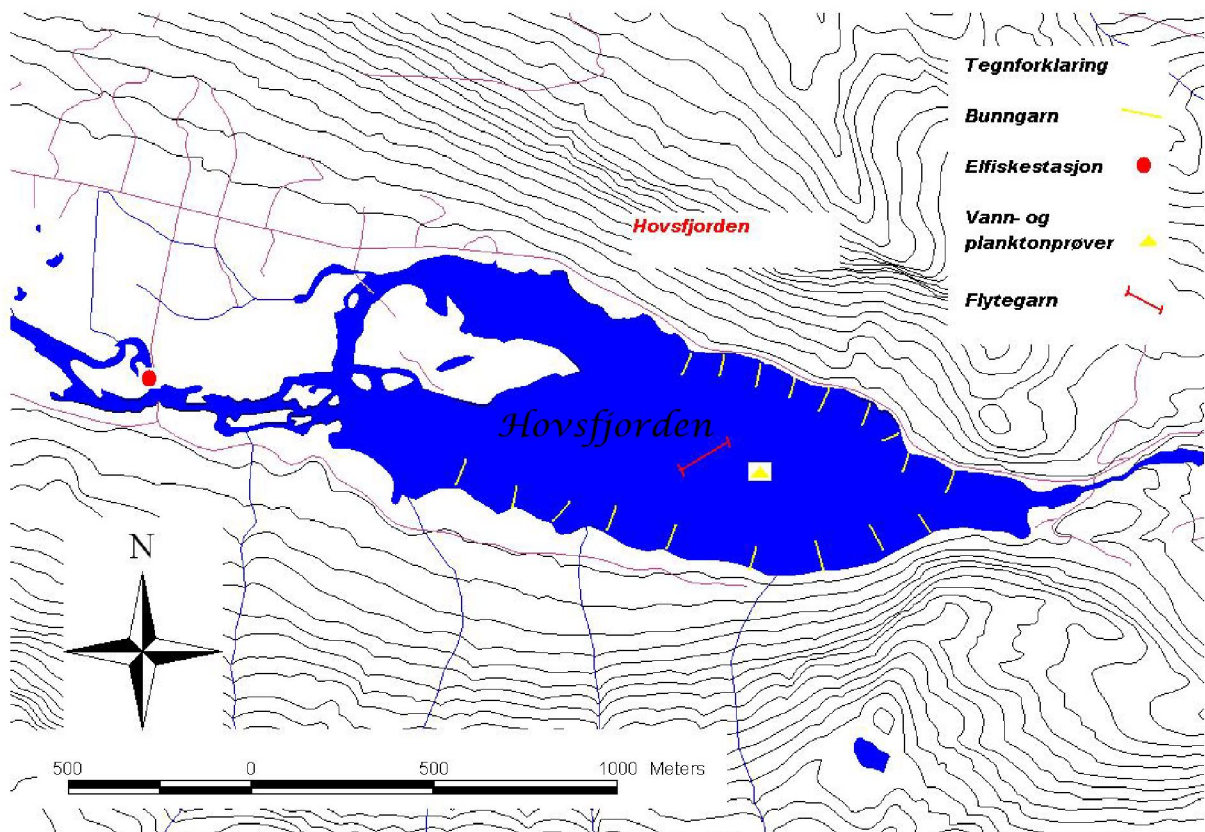 Tegnforklaring
Bunngarn
Elfiskestasjon
Vann- og
planktonprøver
Flytegarn
Hovsfjorden
Hovsfjorden
N
500 0 500 1000 Meters